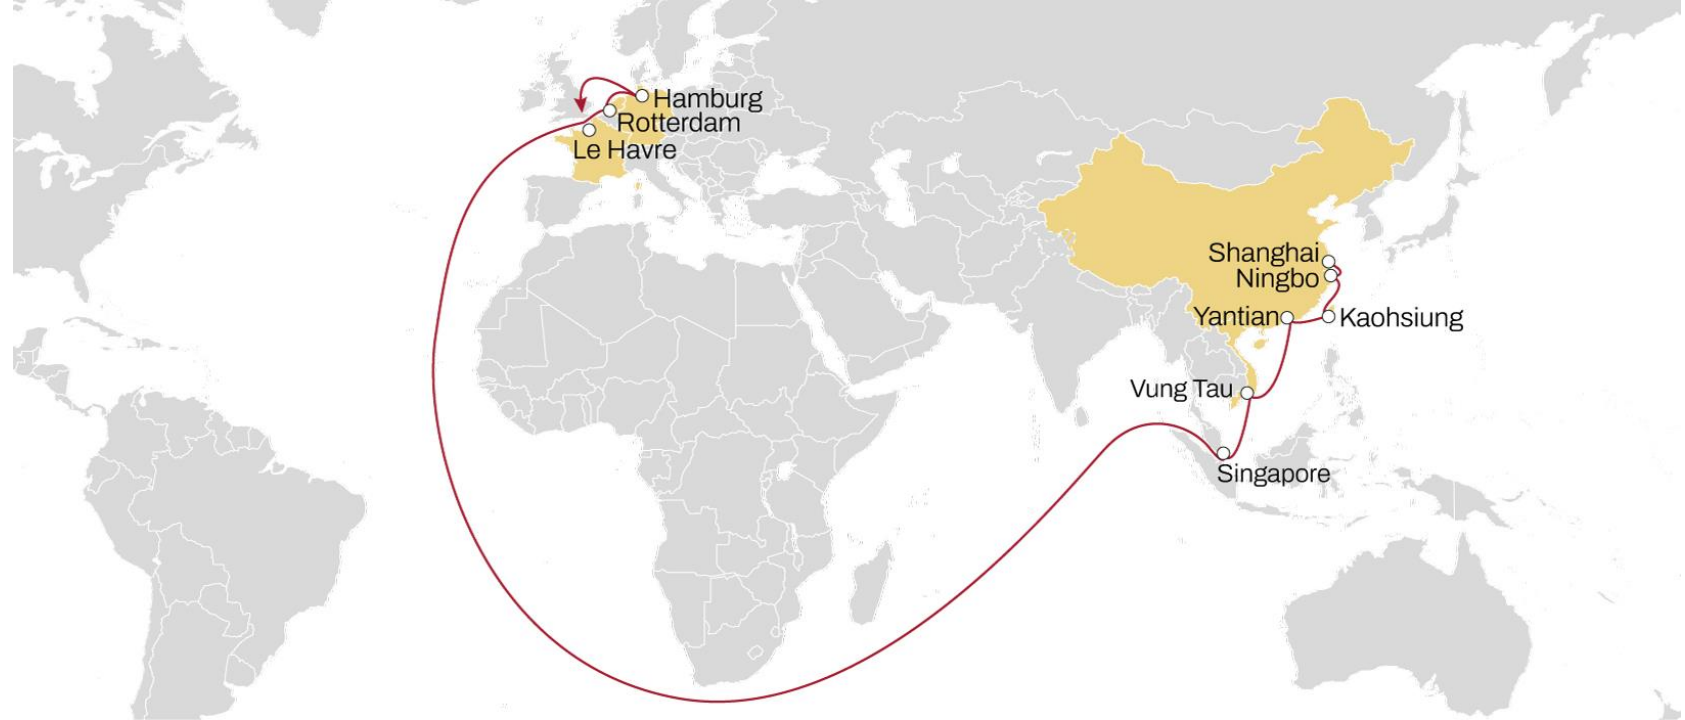 Hamburg
Rotterdam
Le Havre
Shanghai
Ningbo
Yantian
Kaohsiung
Vung Tau
Singapore